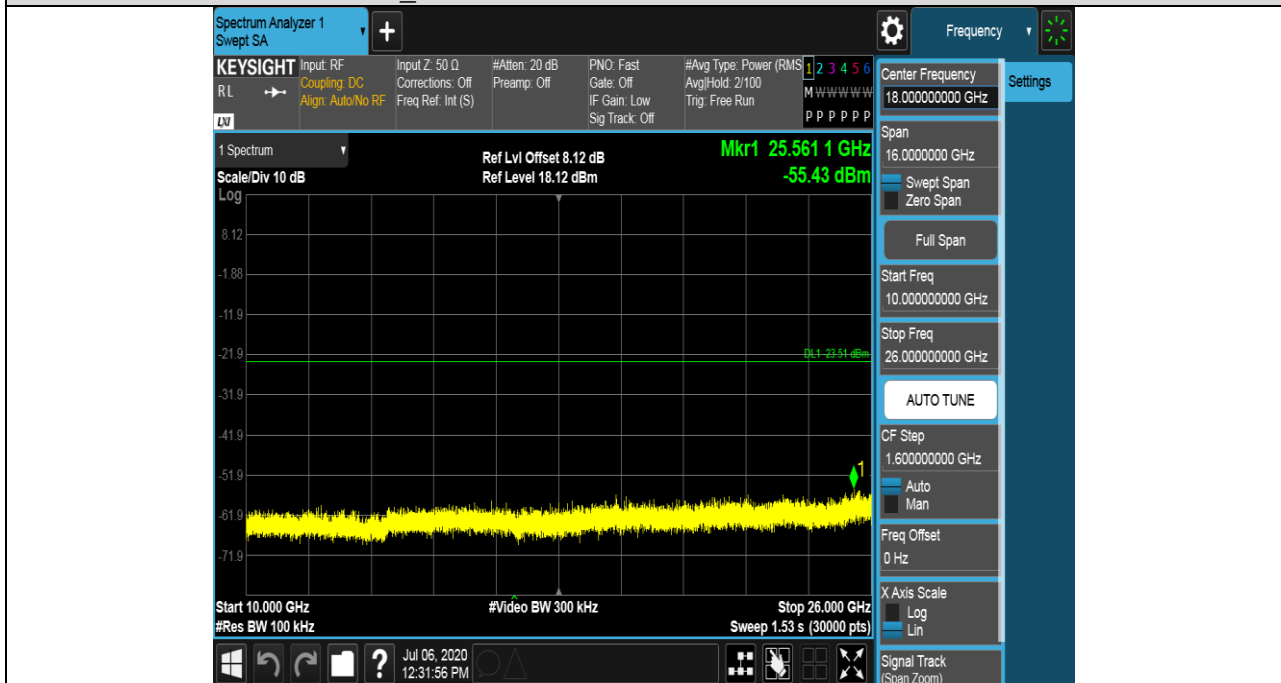 Spectrum Analyzer 1
Swept SA
+
Frequency
KEYSIGHT
RL
LXI
Input: RF
Coupling: DC
Align: Auto/No RF
Input Z: 50 Ω
Corrections: Off
Freq Ref: Int (S)
#Atten: 20 dB
Preamp: Off
PNO: Fast
Gate: Off
IF Gain: Low
Sig Track: Off
#Avg Type: Power (RMS
Avg|Hold: 2/100
Trig: Free Run
1 2 3 4 5 6
M W W W W W
P P P P P P
1 Spectrum
Scale/Div 10 dB
Ref Lvl Offset 8.12 dB
Ref Level 18.12 dBm
Mkr1 25.561 1 GHz
-55.43 dBm
Log
8.12
-1.88
-11.9
-21.9
-31.9
-41.9
-51.9
-61.9
-71.9
DL1 -23.51 dBm
1
Start 10.000 GHz
#Res BW 100 kHz
#Video BW 300 kHz
Stop 26.000 GHz
Sweep 1.53 s (30000 pts)
?
Jul 06, 2020
12:31:56 PM
Center Frequency
18.000000000 GHz
Span
16.0000000 GHz
Swept Span
Zero Span
Full Span
Start Freq
10.000000000 GHz
Stop Freq
26.000000000 GHz
AUTO TUNE
CF Step
1.600000000 GHz
Auto
Man
Freq Offset
0 Hz
X Axis Scale
Log
Lin
Signal Track
(Span Zoom)
Settings